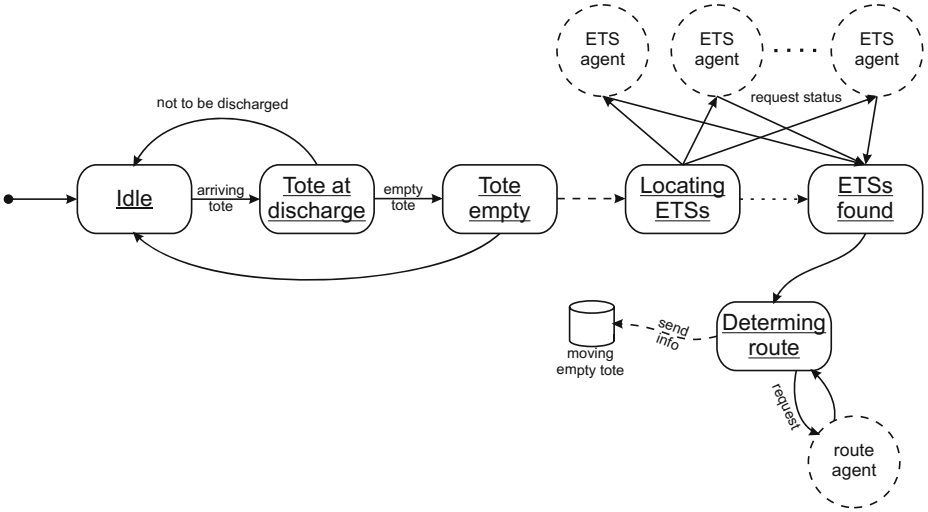 ETS
agent
ETS
agent
ETS
agent
request status
not to be discharged
Idle
arriving
tote
Tote at
discharge
empty
tote
Tote
empty
Locating
ETSs
ETSs
found
Determing
route
send
info
moving
empty tote
request
route
agent